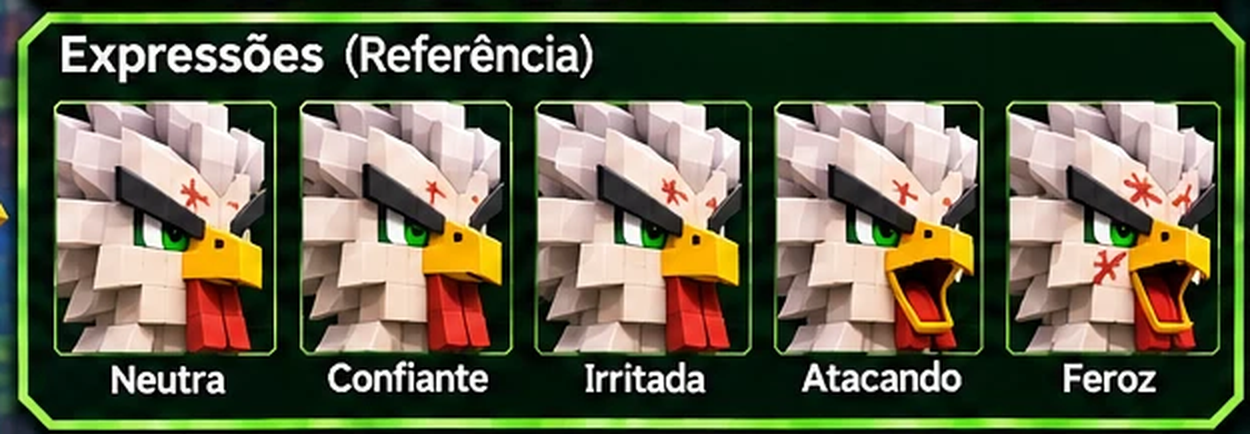 Expressões (Referência)
Neutra
Confiante
Irritada
Atacando
Feroz